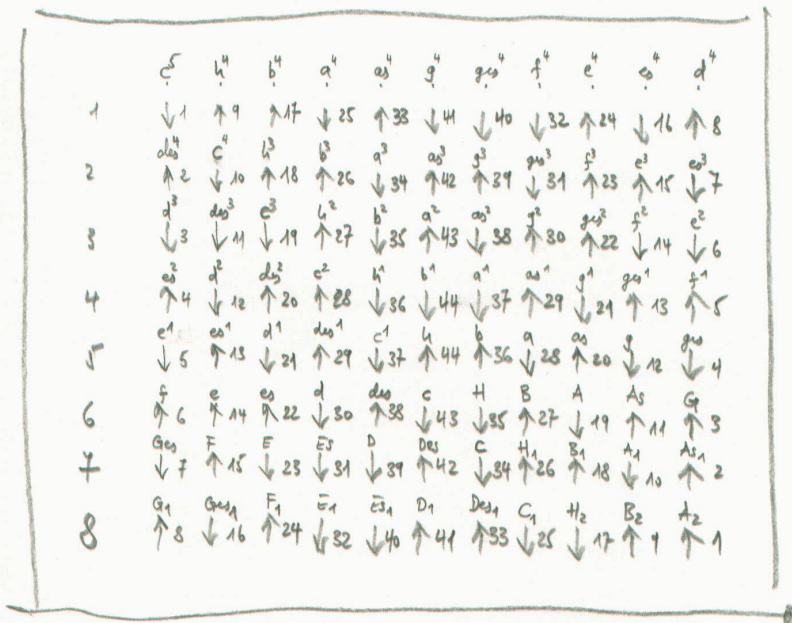 c⁵ h⁴ b⁴ a⁴ as⁴ g⁴ ges⁴ f⁴ e⁴ es⁴ d⁴
1 ↓1 ↑9 ↑17 ↓25 ↑33 ↓41 ↓40 ↓32 ↑24 ↓16 ↑8
des⁴ c⁴ h³ b³ a³ as³ g³ ges³ f³ e³ es³
2 ↑2 ↓10 ↑18 ↑26 ↓34 ↑42 ↑39 ↓31 ↑23 ↑15 ↓7
d³ des³ c³ h² b² a² as² g² ges² f² e²
3 ↓3 ↓11 ↓19 ↑27 ↓35 ↑43 ↓38 ↑30 ↑22 ↓14 ↓6
es² d² des² c² h¹ b¹ a¹ as¹ g¹ ges¹ f¹
4 ↑4 ↓12 ↑20 ↑28 ↓36 ↓44 ↓37 ↑29 ↓21 ↑13 ↑5
e¹ es¹ d¹ des¹ c¹ h b a as g ges
5 ↓5 ↑13 ↓21 ↑29 ↓37 ↑44 ↑36 ↓28 ↑20 ↓12 ↓4
f e es d des c H B A As G
6 ↑6 ↑14 ↑22 ↓30 ↑38 ↓43 ↓35 ↑27 ↓19 ↑11 ↑3
Ges F E Es D Des C H₁ B₁ A₁ As₁
7 ↓7 ↑15 ↓23 ↓31 ↓39 ↑42 ↓34 ↑26 ↑18 ↓10 ↑2
G₁ Ges₁ F₁ E₁ Es₁ D₁ Des₁ C₁ H₂ B₂ A₂
8 ↑8 ↓16 ↑24 ↓32 ↓40 ↑41 ↑33 ↓25 ↓17 ↑9 ↑1